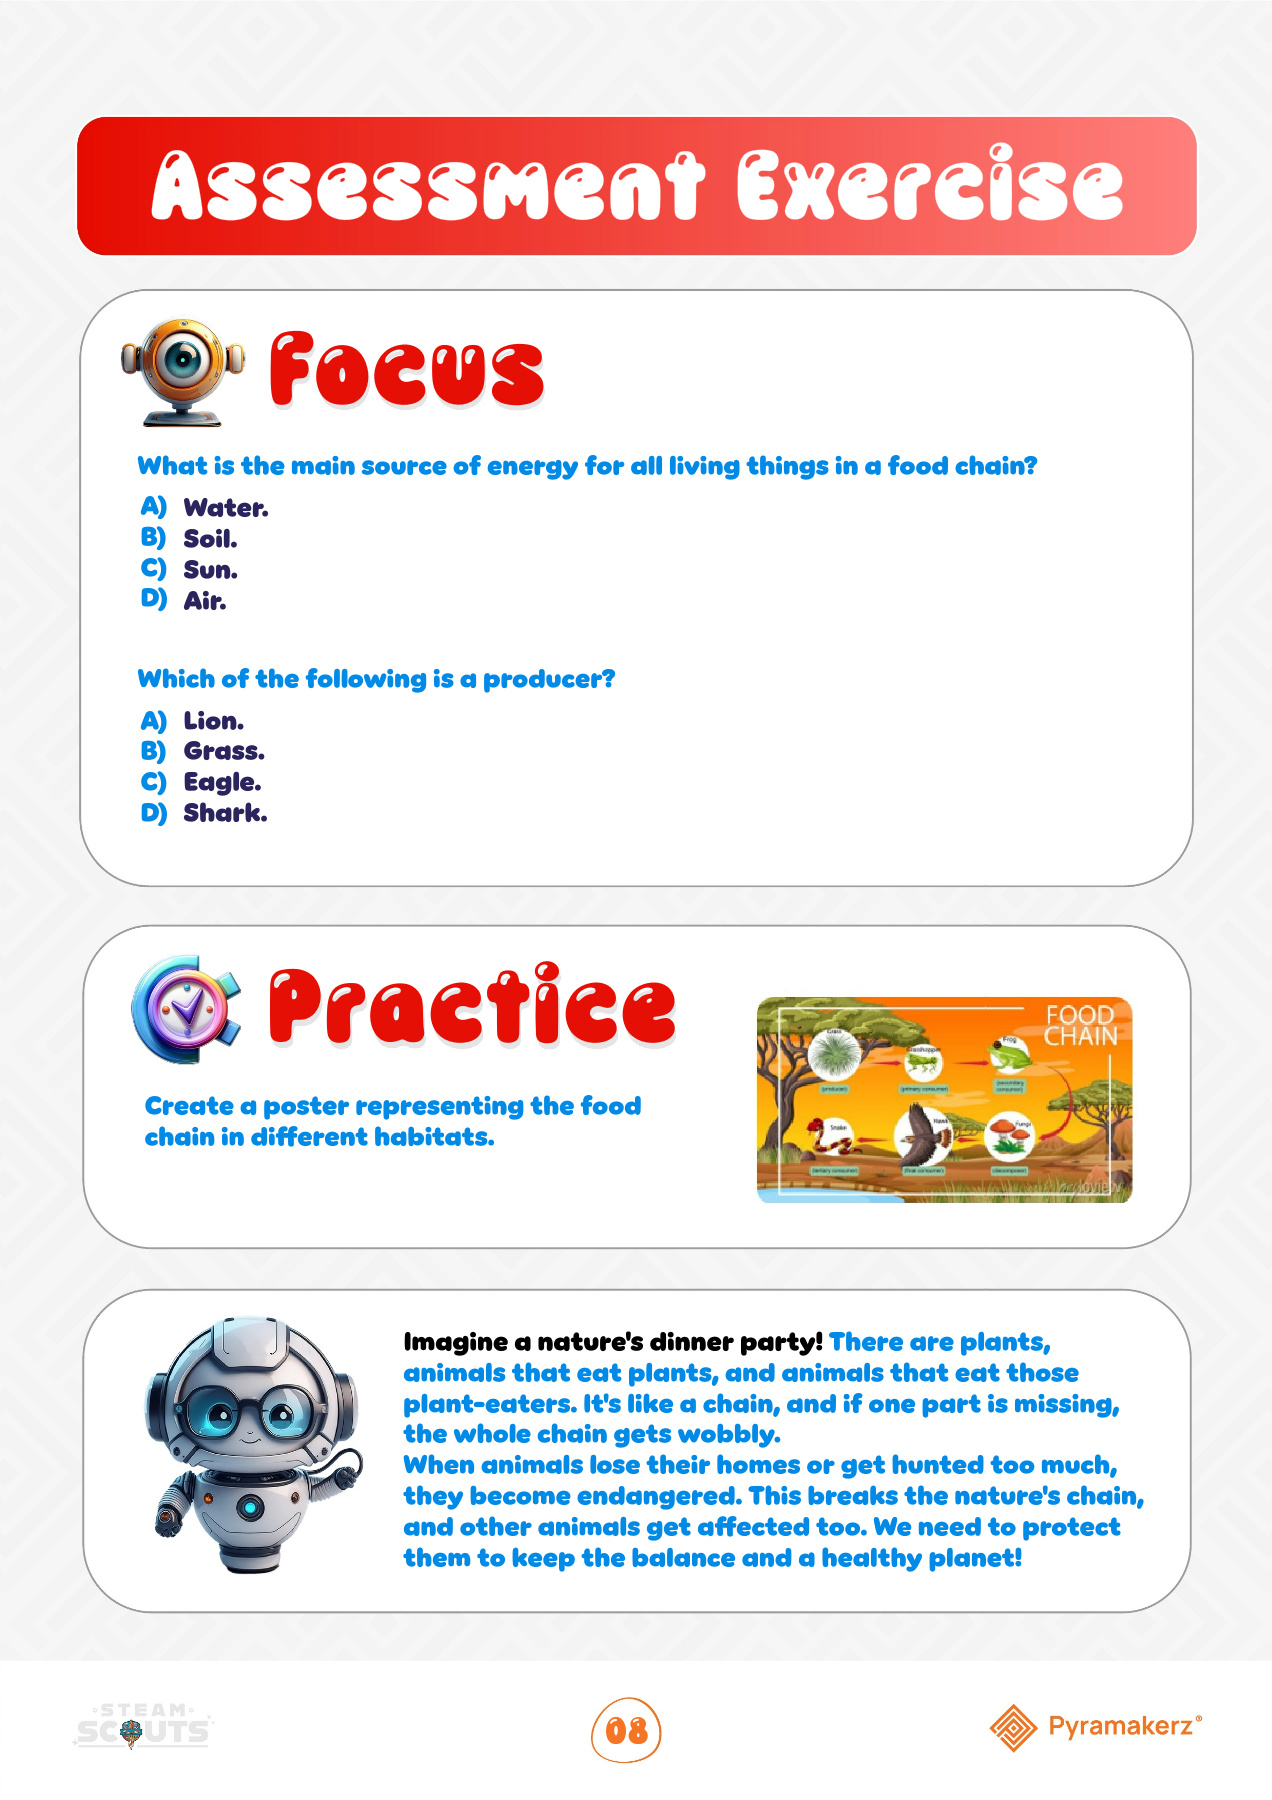 Assessment Exercise
Focus
What is the main source of energy for all living things in a food chain?
A) Water.
B) Soil.
C) Sun.
D) Air.
Which of the following is a producer?
A) Lion.
B) Grass.
C) Eagle.
D) Shark.
Practice
Create a poster representing the food
chain in different habitats.
FOOD
CHAIN
Grass
Grasshopper
Frog
(producer)
(primary consumer)
(secondary
consumer)
Snake
Hawk
Fungi
(tertiary consumer)
(final consumer)
(decomposer)
Imagine a nature's dinner party! There are plants,
animals that eat plants, and animals that eat those
plant-eaters. It's like a chain, and if one part is missing,
the whole chain gets wobbly.
When animals lose their homes or get hunted too much,
they become endangered. This breaks the nature's chain,
and other animals get affected too. We need to protect
them to keep the balance and a healthy planet!
STEAM
SCOUTS
08
Pyramakerz®